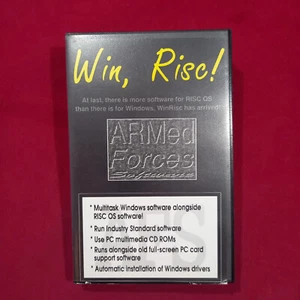 Win, Risc!
At last, there is more software for RISC OS
than there is for Windows. WinRisc has arrived!
ARMed
Forces
Software
* Multitask Windows software alongside
RISC OS software!
* Run Industry Standard software
* Use PC multimedia CD ROMs
* Runs alongside old full-screen PC card
support software
* Automatic installation of Windows drivers